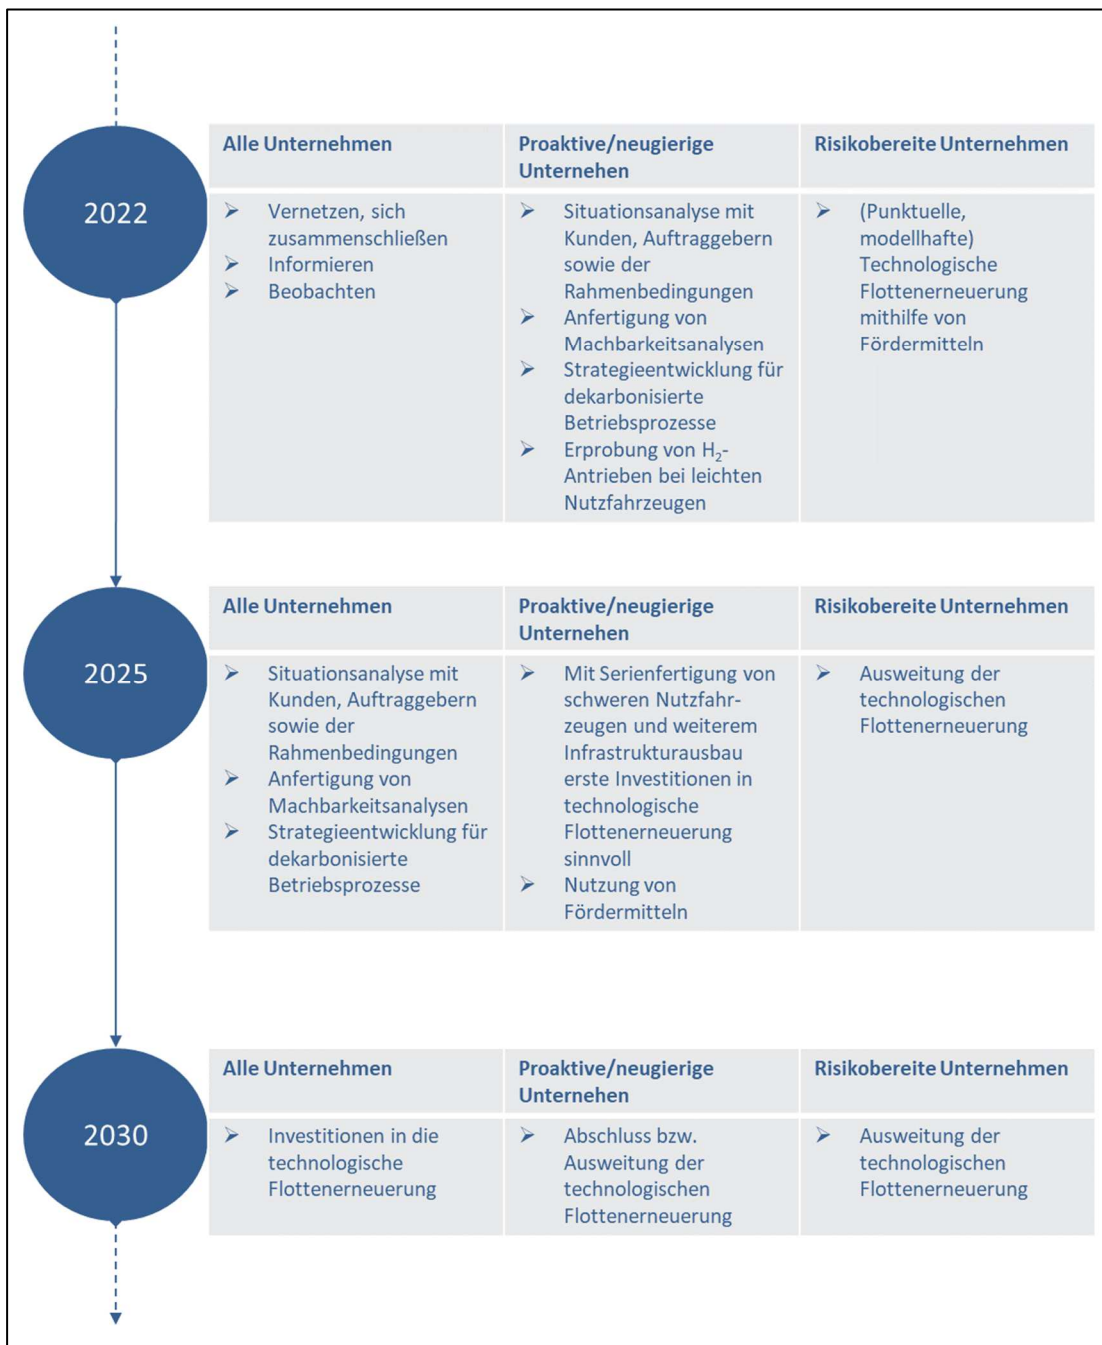 2022
Alle Unternehmen
Vernetzen, sich
zusammenschließen
Informieren
Beobachten
Proaktive/neugierige
Unternehen
Situationsanalyse mit
Kunden, Auftraggebern
sowie der
Rahmenbedingungen
Anfertigung von
Machbarkeitsanalysen
Strategieentwicklung für
dekarbonisierte
Betriebsprozesse
Erprobung von H₂-
Antrieben bei leichten
Nutzfahrzeugen
Risikobereite Unternehmen
(Punktuelle,
modellhafte)
Technologische
Flottenerneuerung
mithilfe von
Fördermitteln
2025
Alle Unternehmen
Situationsanalyse mit
Kunden, Auftraggebern
sowie der
Rahmenbedingungen
Anfertigung von
Machbarkeitsanalysen
Strategieentwicklung für
dekarbonisierte
Betriebsprozesse
Proaktive/neugierige
Unternehen
Mit Serienfertigung von
schweren Nutzfahr-
zeugen und weiterem
Infrastrukturausbau
erste Investitionen in
technologische
Flottenerneuerung
sinnvoll
Nutzung von
Fördermitteln
Risikobereite Unternehmen
Ausweitung der
technologischen
Flottenerneuerung
2030
Alle Unternehmen
Investitionen in die
technologische
Flottenerneuerung
Proaktive/neugierige
Unternehen
Abschluss bzw.
Ausweitung der
technologischen
Flottenerneuerung
Risikobereite Unternehmen
Ausweitung der
technologischen
Flottenerneuerung